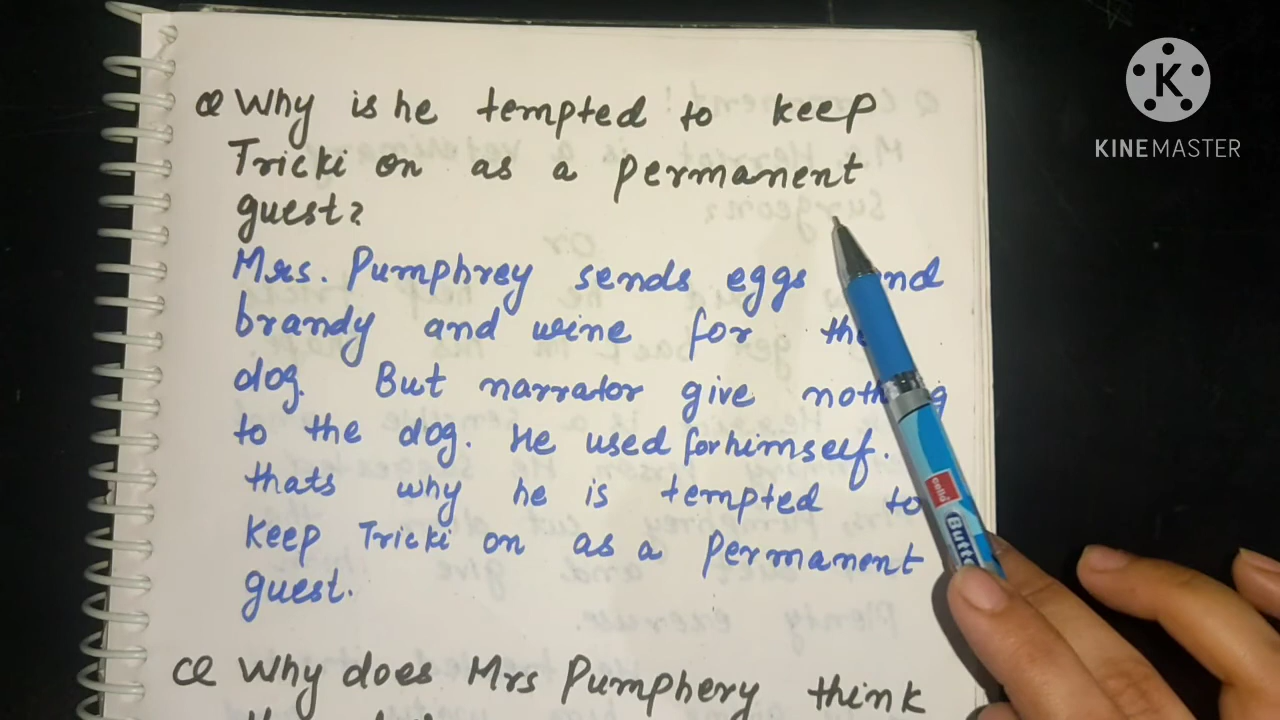 Q Why is he tempted to keep
Tricki on as a permanent
guest?
Mrs. Pumphrey sends eggs
brandy and wine for
dog. But narrator give
to the dog. He used for himself.
thats why he is tempted to
keep Tricki on as a permanent
guest.
Q Why does Mrs Pumphery think
K
KINEMASTER
cello